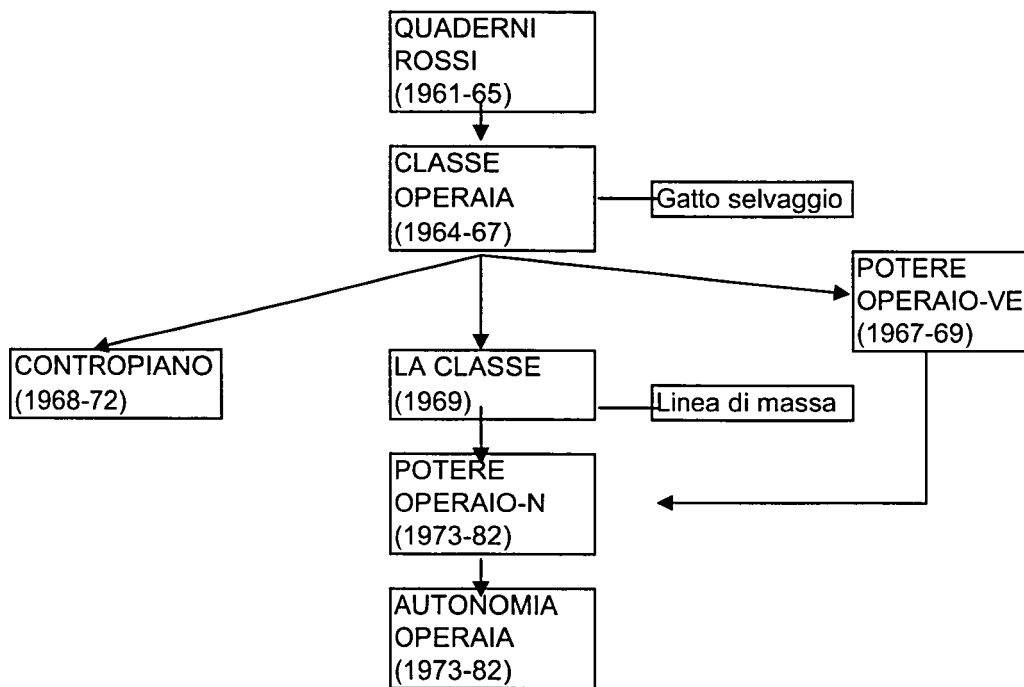 QUADERNI
ROSSI
(1961-65)
CLASSE
OPERAIA
(1964-67)
Gatto selvaggio
POTERE
OPERAIO-VE
(1967-69)
CONTROPIANO
(1968-72)
LA CLASSE
(1969)
Linea di massa
POTERE
OPERAIO-N
(1973-82)
AUTONOMIA
OPERAIA
(1973-82)